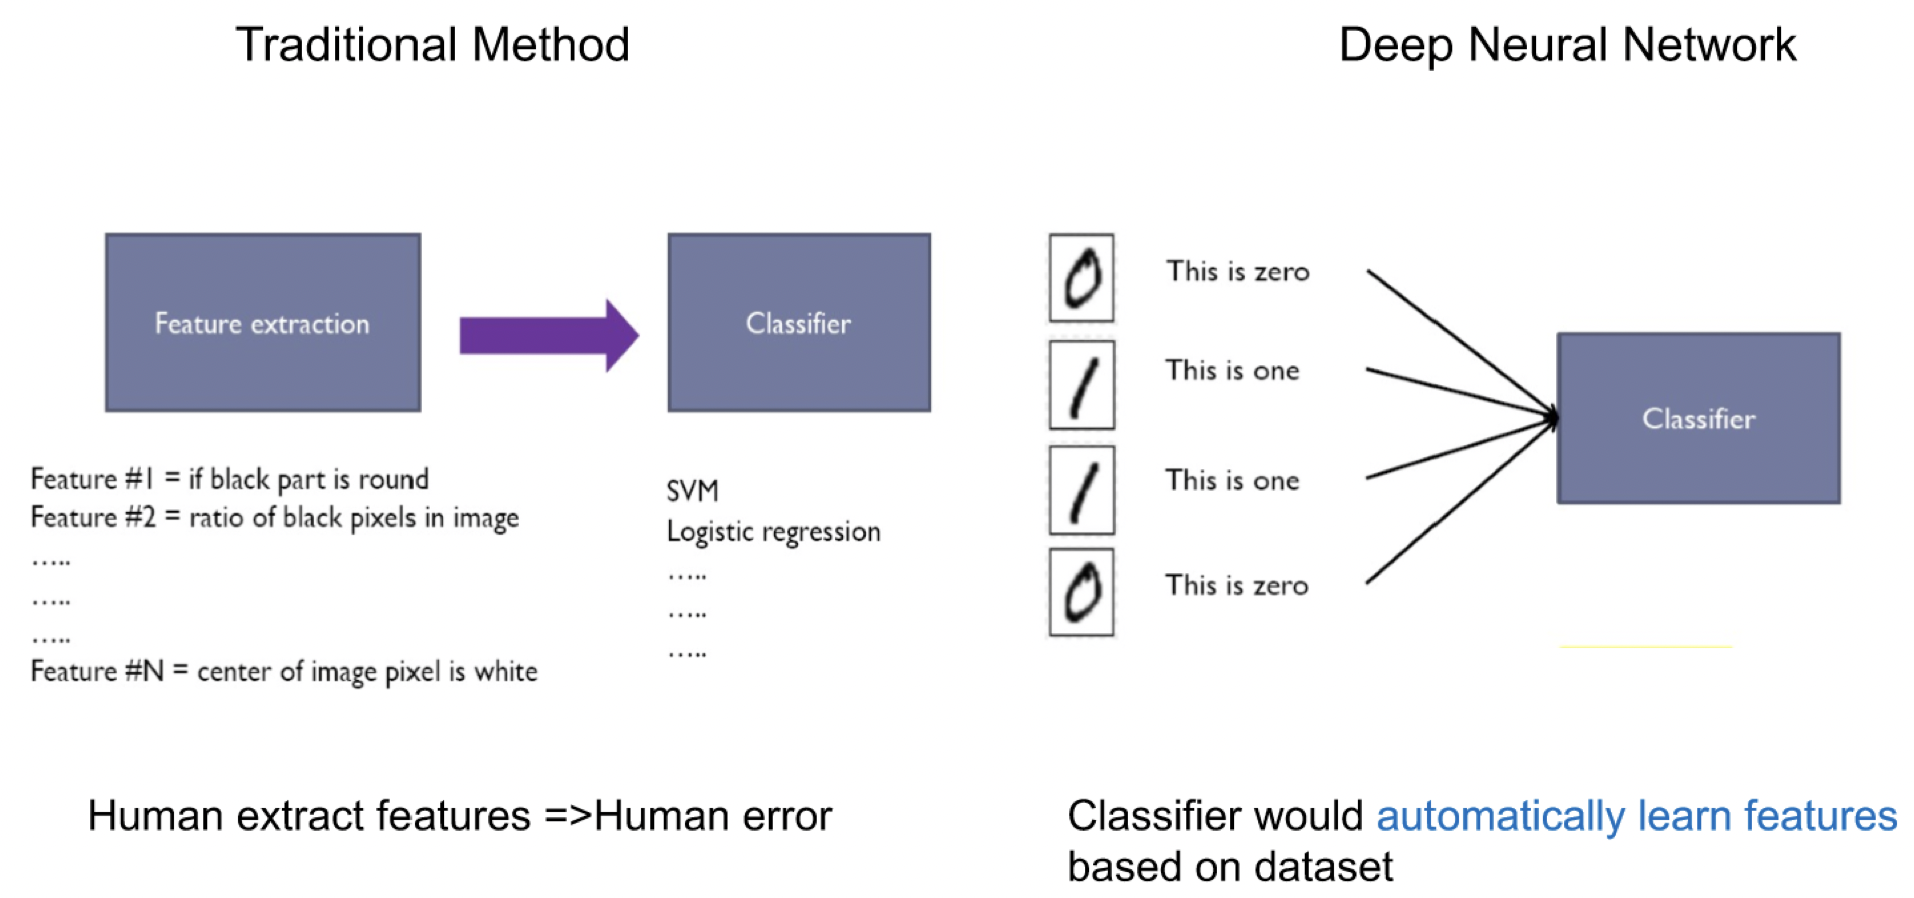 Traditional Method
Feature extraction
Classifier
Feature #1 = if black part is round
Feature #2 = ratio of black pixels in image
.....
.....
.....
Feature #N = center of image pixel is white
SVM
Logistic regression
.....
.....
.....
Human extract features =>Human error
Deep Neural Network
0
This is zero
1
This is one
1
This is one
0
This is zero
Classifier
Classifier would automatically learn features
based on dataset